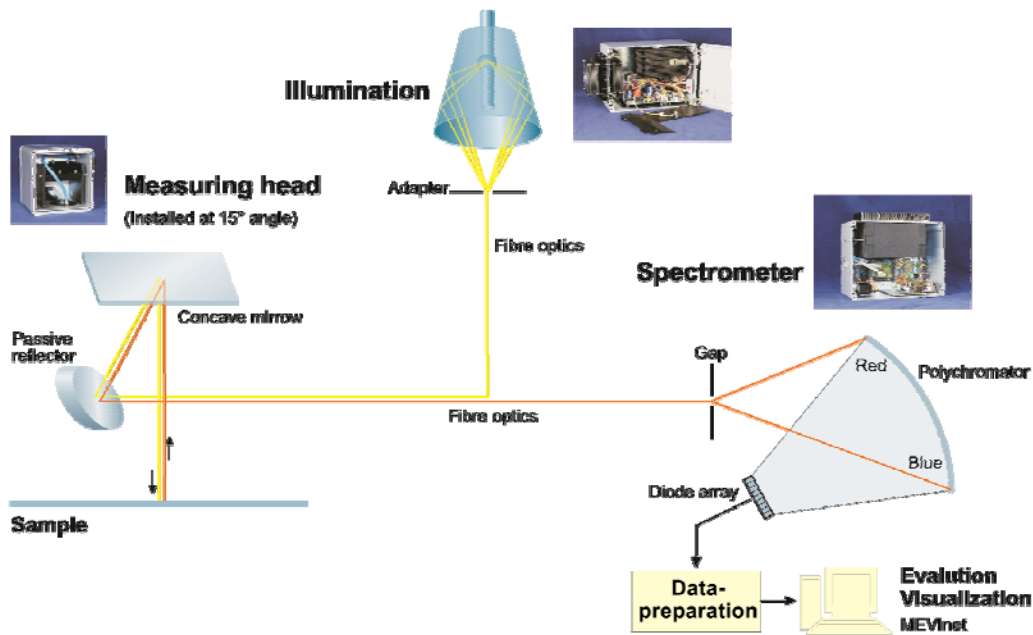 Illumination
Measuring head
(Installed at 15° angle)
Adapter
Fibre optics
Spectrometer
Concave mirrow
Passive
reflector
Gap
Red
Polychromator
Fibre optics
Blue
Diode array
Sample
Data-
preparation
Evalution
Visualization
MEVInet